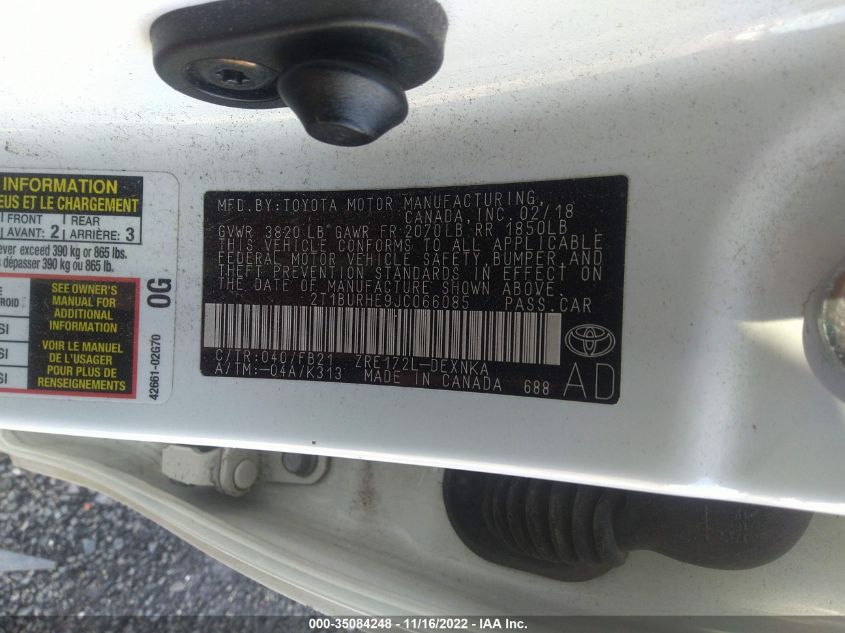 INFORMATION
EUS ET LE CHARGEMENT
FRONT
AVANT: 2
REAR
ARRIÈRE: 3
ever exceed 390 kg or 865 lbs.
s dépasser 390 kg ou 865 lb.
SEE OWNER'S
MANUAL FOR
ADDITIONAL
INFORMATION
VOIR LE MANUEL
DE L'USAGER
POUR PLUS DE
RENSEIGNEMENTS
0G
42661-02G70
MFD. BY: TOYOTA MOTOR MANUFACTURING,
CANADA, INC. 02/18
GVWR 3820 LB GAWR FR 2070LB RR 1850LB
THIS VEHICLE CONFORMS TO ALL APPLICABLE
FEDERAL MOTOR VEHICLE SAFETY, BUMPER, AND
THEFT PREVENTION STANDARDS IN EFFECT ON
THE DATE OF MANUFACTURE SHOWN ABOVE.
2T1BURHE9JC066085 PASS.CAR
C/TR:040/FB21 ZRE172L-DEXNKA
A/TM:-04A/K313 MADE IN CANADA 688
AD
000-35084248 - 11/16/2022 - IAA Inc.